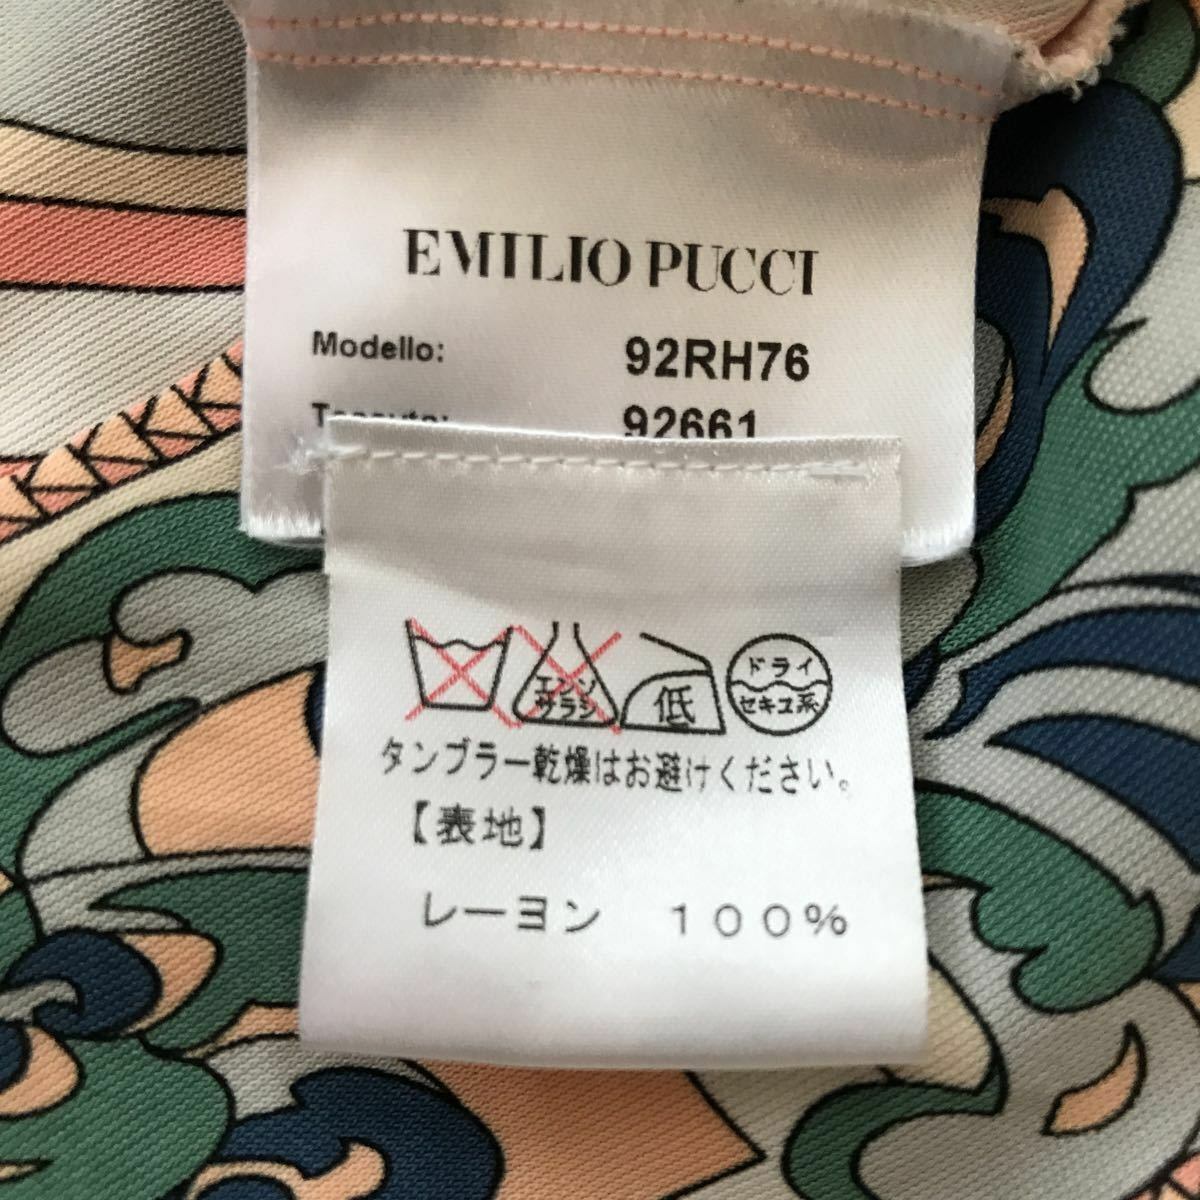 EMILIO PUCCI
Modello: 92RH76
92661
エンソ
サラシ
低
ドライ
セキユ系
タンブラー乾燥はお避けください。
【表地】
レーヨン 100%